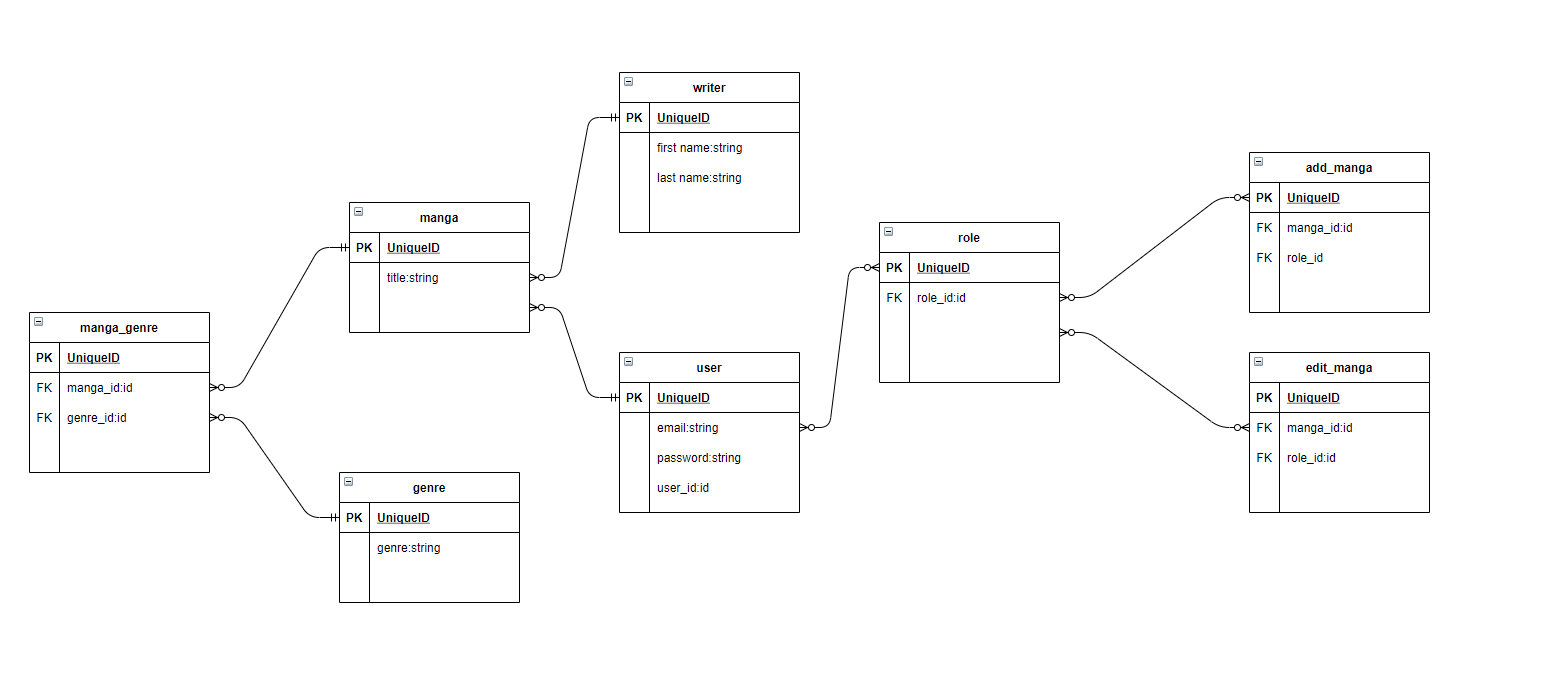 writer
PK UniqueID
first name:string
last name:string
manga
PK UniqueID
title:string
manga_genre
PK UniqueID
FK manga_id:id
FK genre_id:id
genre
PK UniqueID
genre:string
user
PK UniqueID
email:string
password:string
user_id:id
role
PK UniqueID
FK role_id:id
add_manga
PK UniqueID
FK manga_id:id
FK role_id
edit_manga
PK UniqueID
FK manga_id:id
FK role_id:id